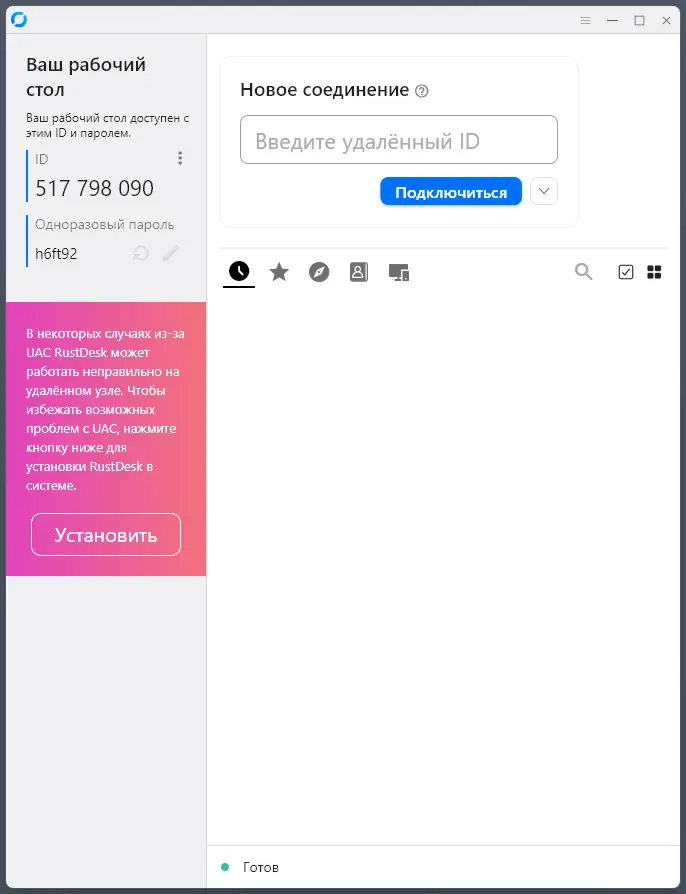 Ваш рабочий
стол
Ваш рабочий стол доступен с
этим ID и паролем.
ID
517 798 090
Одноразовый пароль
h6ft92
В некоторых случаях из-за
UAC RustDesk может
работать неправильно на
удалённом узле. Чтобы
избежать возможных
проблем с UAC, нажмите
кнопку ниже для
установки RustDesk в
системе.
Установить
Новое соединение
Введите удалённый ID
Подключиться
Готов